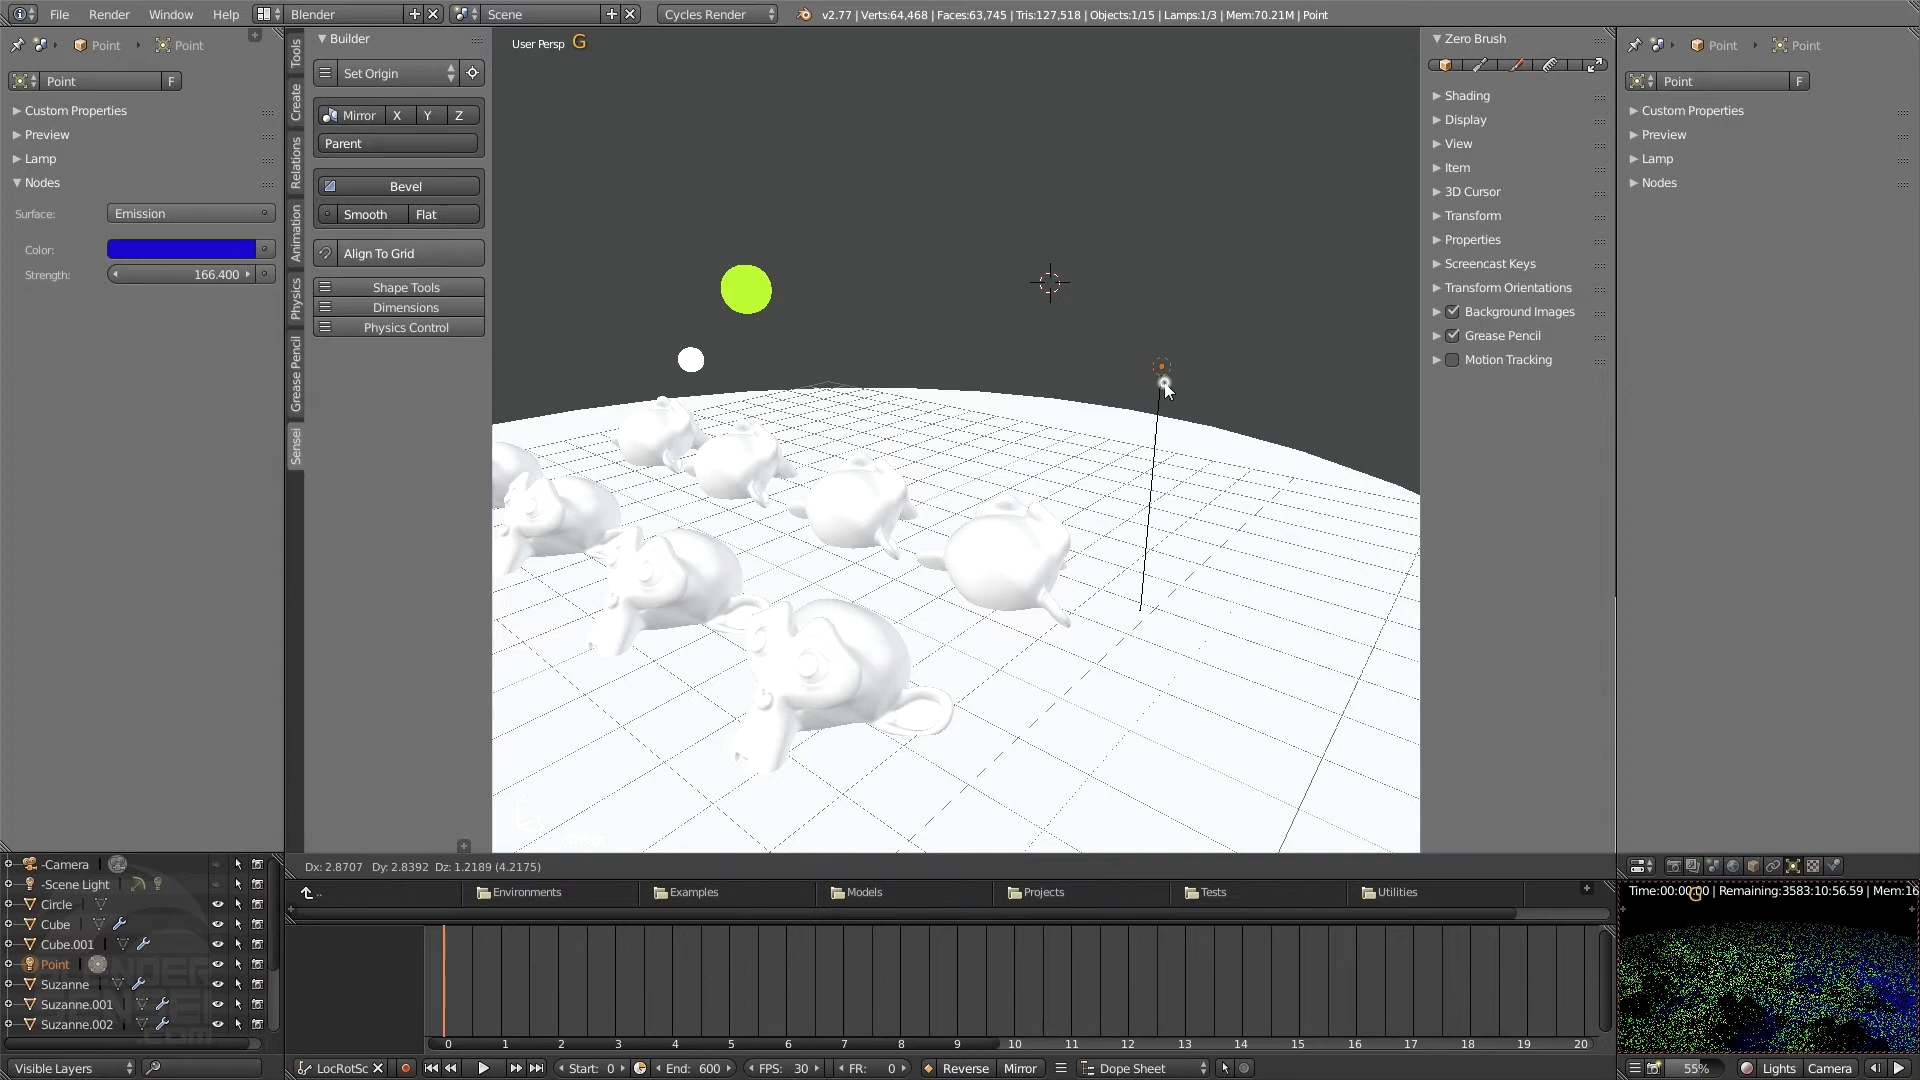 File Render Window Help Blender Scene Cycles Render v2.77 | Verts:64,468 | Faces:63,745 | Tris:127,518 | Objects:1/15 | Lamps:1/3 | Mem:70.21M | Point
Point Point
Point F
Custom Properties
Preview
Lamp
Nodes
Surface: Emission
Color:
Strength: 166.400
Tools
Create
Relations
Animation
Physics
Grease Pencil
Sensei
Builder
Set Origin
Mirror X Y Z
Parent
Bevel
Smooth Flat
Align To Grid
Shape Tools
Dimensions
Physics Control
User Persp G
Zero Brush
Shading
Display
View
Item
3D Cursor
Transform
Properties
Screencast Keys
Transform Orientations
Background Images
Grease Pencil
Motion Tracking
Point Point
Point F
Custom Properties
Preview
Lamp
Nodes
-Camera
-Scene Light
Circle
Cube
Cube.001
Point
Suzanne
Suzanne.001
Suzanne.002
Visible Layers
Dx: 2.8707 Dy: 2.8392 Dz: 1.2189 (4.2175)
.. Environments Examples Models Projects Tests Utilities
0 1 2 3 4 5 6 7 8 9 10 11 12 13 14 15 16 17 18 19 20
LocRotSc Start: 0 End: 600 FPS: 30 FR: 0 Reverse Mirror Dope Sheet
Time:00:00:00 | Remaining:3583:10:56.59 | Mem:16
55% Lights Camera